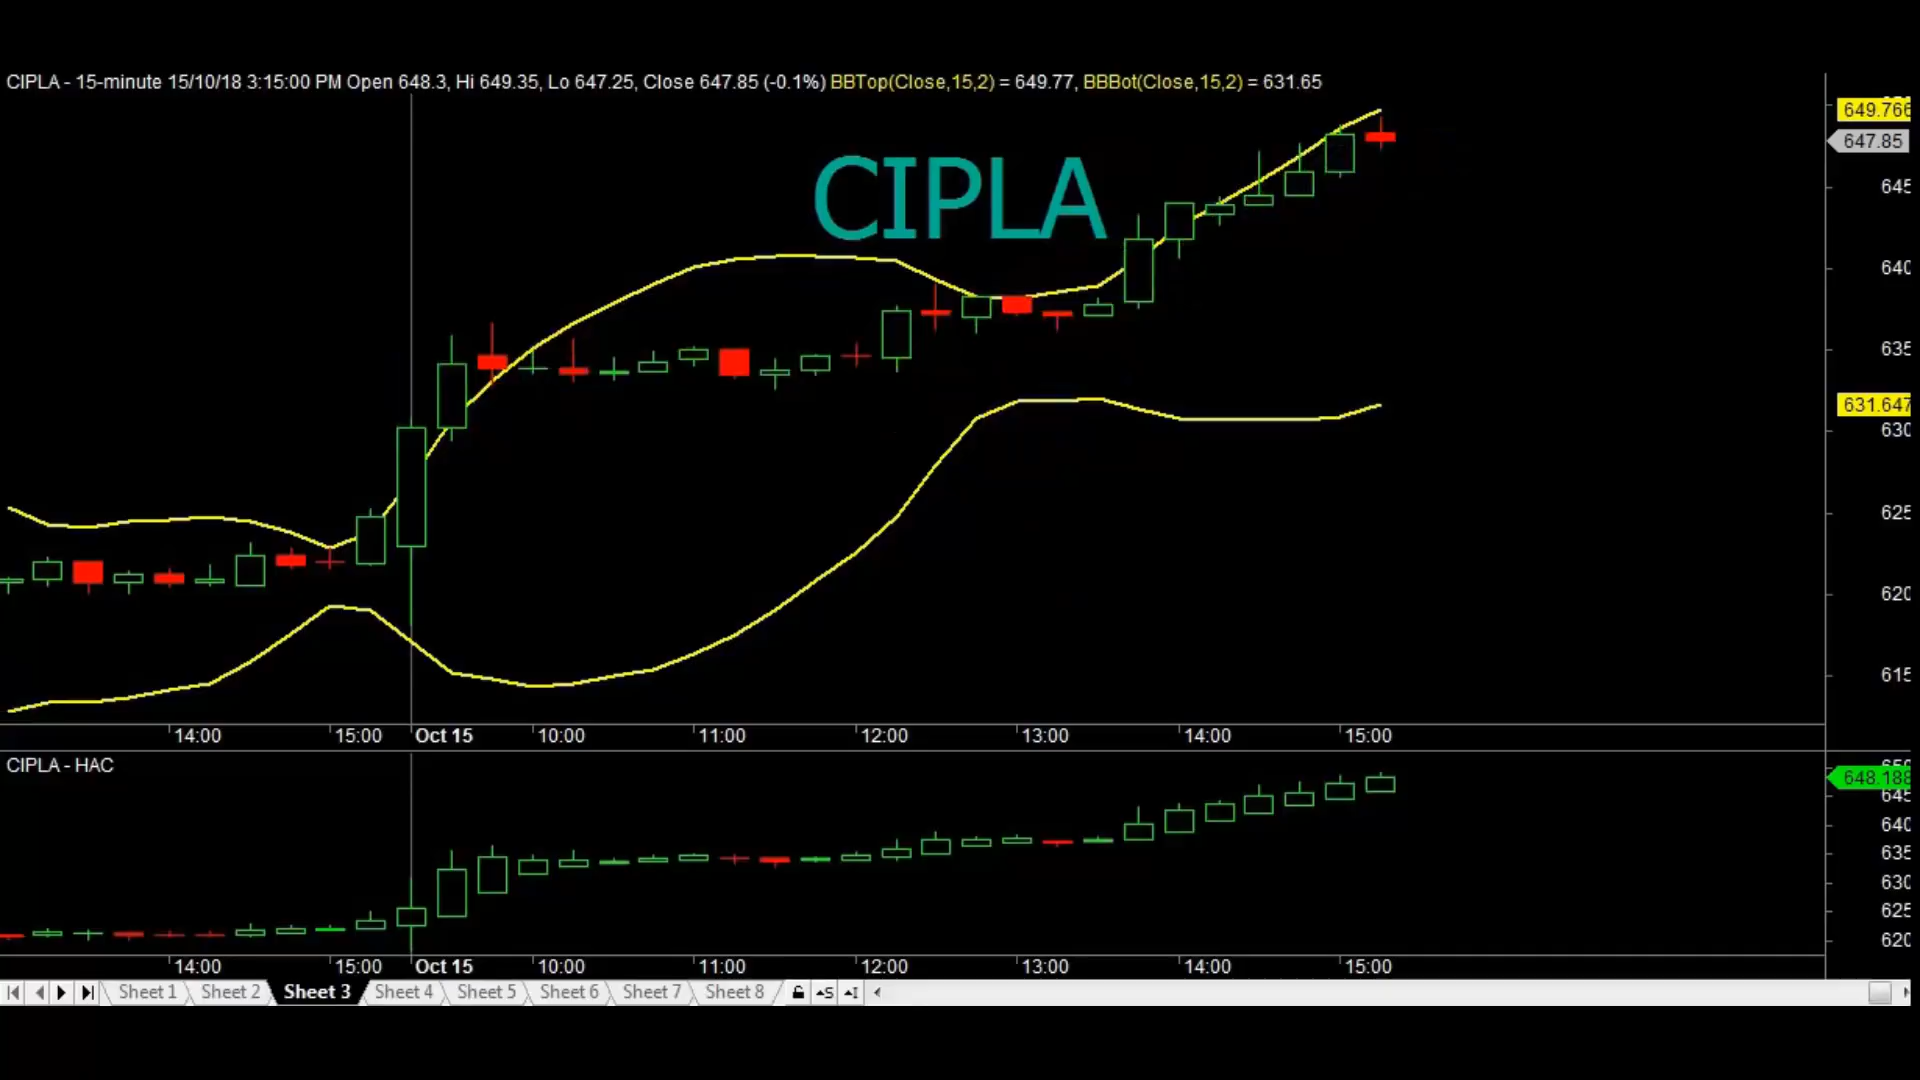 CIPLA - 15-minute 15/10/18 3:15:00 PM Open 648.3, Hi 649.35, Lo 647.25, Close 647.85 (-0.1%) BBTop(Close,15,2) = 649.77, BBBot(Close,15,2) = 631.65
649.766
647.85
CIPLA
645
640
635
631.647
630
625
620
615
14:00 15:00 Oct 15 10:00 11:00 12:00 13:00 14:00 15:00
CIPLA - HAC
648.188
645
640
635
630
625
620
14:00 15:00 Oct 15 10:00 11:00 12:00 13:00 14:00 15:00
Sheet 1 Sheet 2 Sheet 3 Sheet 4 Sheet 5 Sheet 6 Sheet 7 Sheet 8 S I